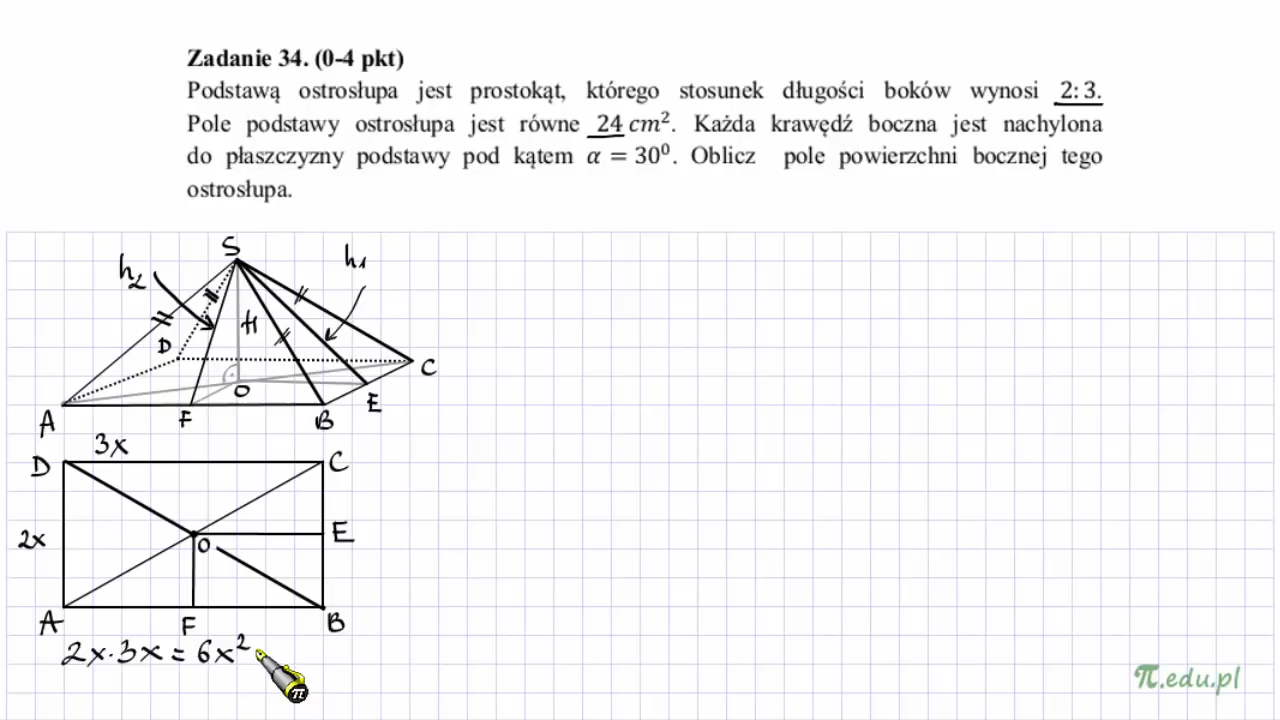 Zadanie 34. (0-4 pkt)
Podstawą ostrosłupa jest prostokąt, którego stosunek długości boków wynosi 2:3.
Pole podstawy ostrosłupa jest równe 24 cm². Każda krawędź boczna jest nachylona
do płaszczyzny podstawy pod kątem α = 30⁰. Oblicz pole powierzchni bocznej tego
ostrosłupa.
S
h₂
h₁
H
D
C
O
E
A
F
B
3x
D
C
2x
O
E
A
F
B
2x·3x = 6x²
π
π.edu.pl